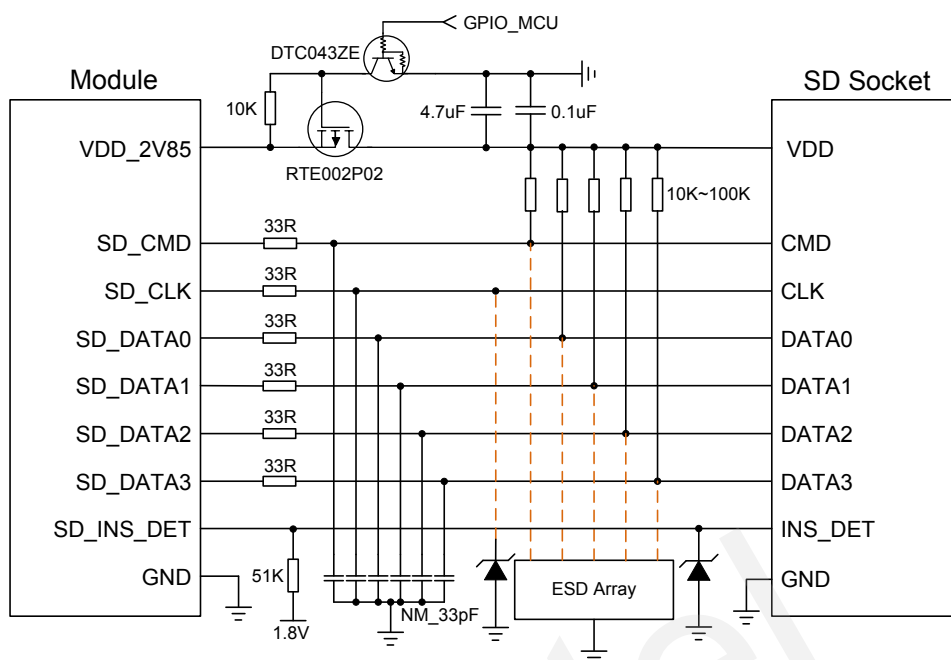 GPIO_MCU
DTC043ZE
Module
SD Socket
10K
4.7uF
0.1uF
VDD_2V85
VDD
RTE002P02
10K~100K
33R
SD_CMD
CMD
33R
SD_CLK
CLK
33R
SD_DATA0
DATA0
33R
SD_DATA1
DATA1
33R
SD_DATA2
DATA2
33R
SD_DATA3
DATA3
SD_INS_DET
INS_DET
GND
51K
ESD Array
GND
NM_33pF
1.8V